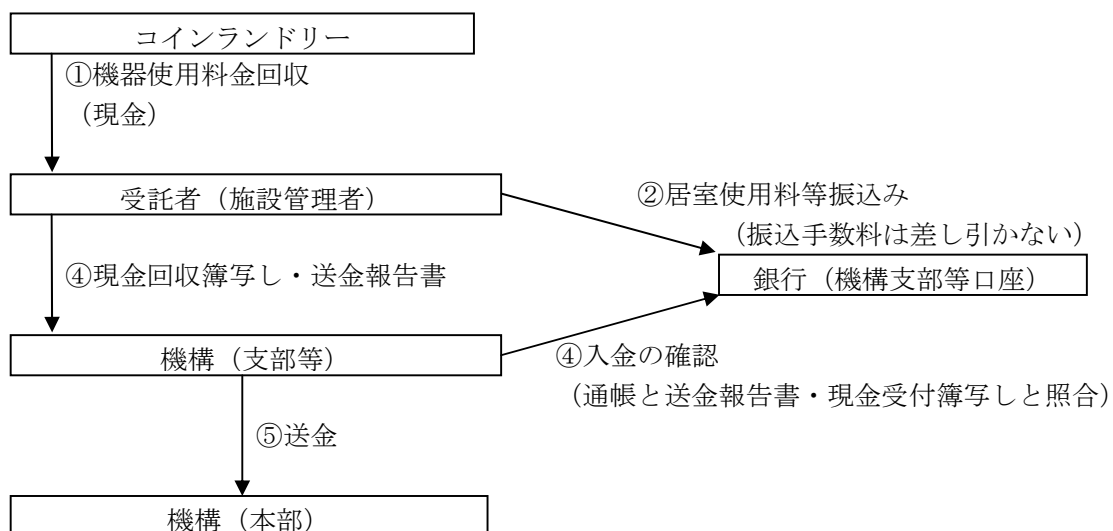 コインランドリー
①機器使用料金回収
（現金）
受託者（施設管理者）
②居室使用料等振込み
（振込手数料は差し引かない）
④現金回収簿写し・送金報告書
銀行（機構支部等口座）
機構（支部等）
④入金の確認
（通帳と送金報告書・現金受付簿写しと照合）
⑤送金
機構（本部）